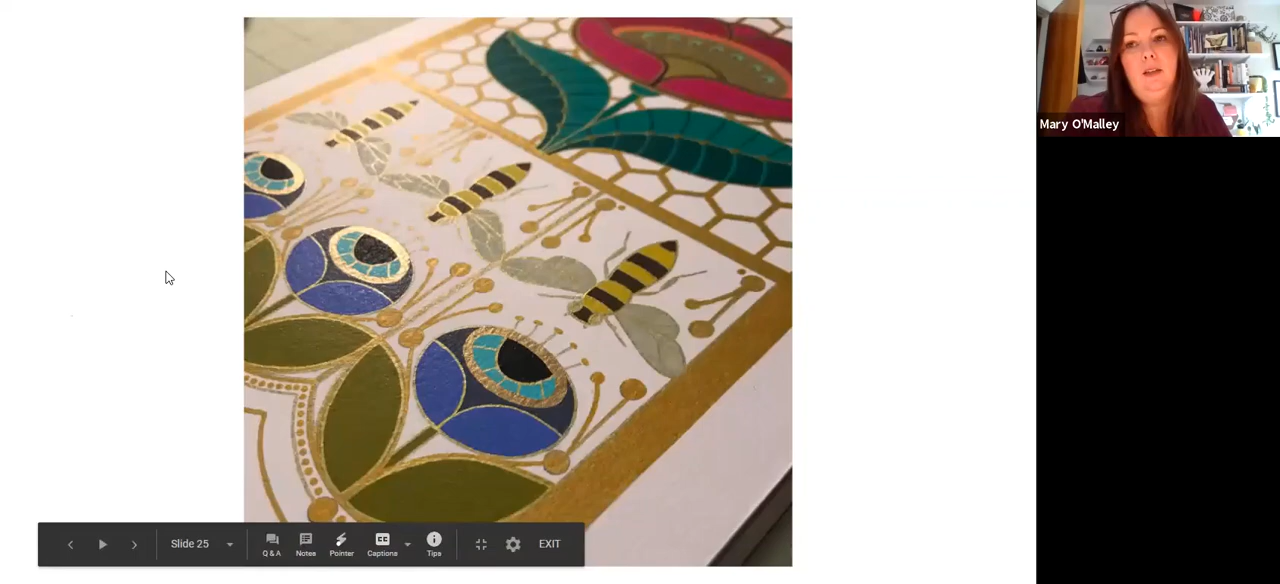 Mary O'Malley
Slide 25
Q & A
Notes
Pointer
Captions
Tips
EXIT